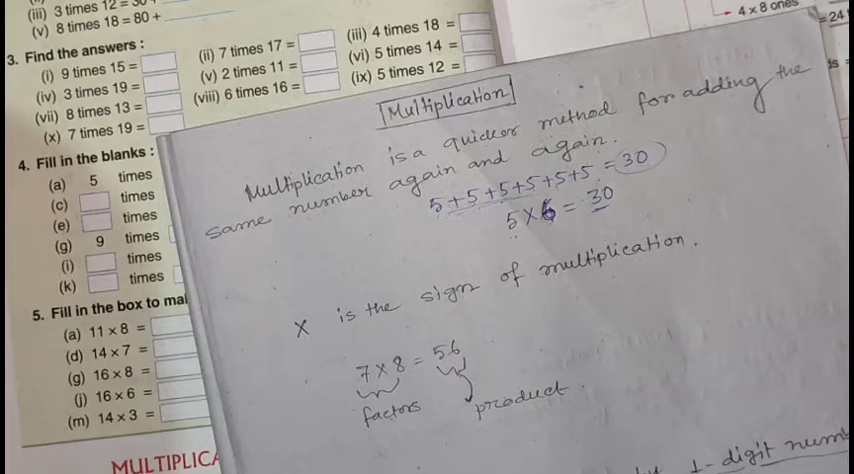 (iii) 3 times 12 = 30 +
(v) 8 times 18 = 80 +
4 × 8 ones
= 24
3. Find the answers :
(i) 9 times 15 =
(ii) 7 times 17 =
(iii) 4 times 18 =
(iv) 3 times 19 =
(v) 2 times 11 =
(vi) 5 times 14 =
(vii) 8 times 13 =
(viii) 6 times 16 =
(ix) 5 times 12 =
(x) 7 times 19 =
4. Fill in the blanks :
(a) 5 times
(c) times
(e) times
(g) 9 times
(i) times
(k) times
5. Fill in the box to
(a) 11 × 8 =
(d) 14 × 7 =
(g) 16 × 8 =
(j) 16 × 6 =
(m) 14 × 3 =
Multiplication
Multiplication is a quicker method for adding the
same number again and again.
5+5+5+5+5+5 = 30
5 × 6 = 30
X is the sign of multiplication.
7 × 8 = 56
factors product.
1-digit